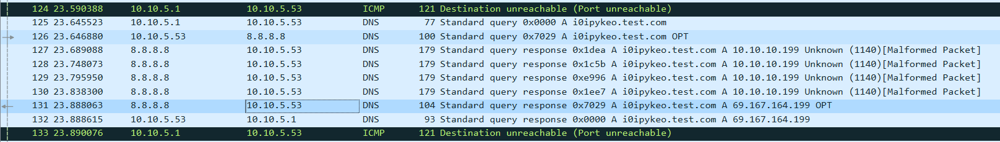 124 23.590388 10.10.5.1 10.10.5.53 ICMP 121 Destination unreachable (Port unreachable)
125 23.645523 10.10.5.1 10.10.5.53 DNS 77 Standard query 0x0000 A i0ipykeo.test.com
126 23.646880 10.10.5.53 8.8.8.8 DNS 100 Standard query 0x7029 A i0ipykeo.test.com OPT
127 23.689088 8.8.8.8 10.10.5.53 DNS 179 Standard query response 0x1dea A i0ipykeo.test.com A 10.10.10.199 Unknown (1140)[Malformed Packet]
128 23.748073 8.8.8.8 10.10.5.53 DNS 179 Standard query response 0x1c5b A i0ipykeo.test.com A 10.10.10.199 Unknown (1140)[Malformed Packet]
129 23.795950 8.8.8.8 10.10.5.53 DNS 179 Standard query response 0xe996 A i0ipykeo.test.com A 10.10.10.199 Unknown (1140)[Malformed Packet]
130 23.838300 8.8.8.8 10.10.5.53 DNS 179 Standard query response 0x1ee7 A i0ipykeo.test.com A 10.10.10.199 Unknown (1140)[Malformed Packet]
131 23.888063 8.8.8.8 10.10.5.53 DNS 104 Standard query response 0x7029 A i0ipykeo.test.com A 69.167.164.199 OPT
132 23.888615 10.10.5.53 10.10.5.1 DNS 93 Standard query response 0x0000 A i0ipykeo.test.com A 69.167.164.199
133 23.890076 10.10.5.1 10.10.5.53 ICMP 121 Destination unreachable (Port unreachable)